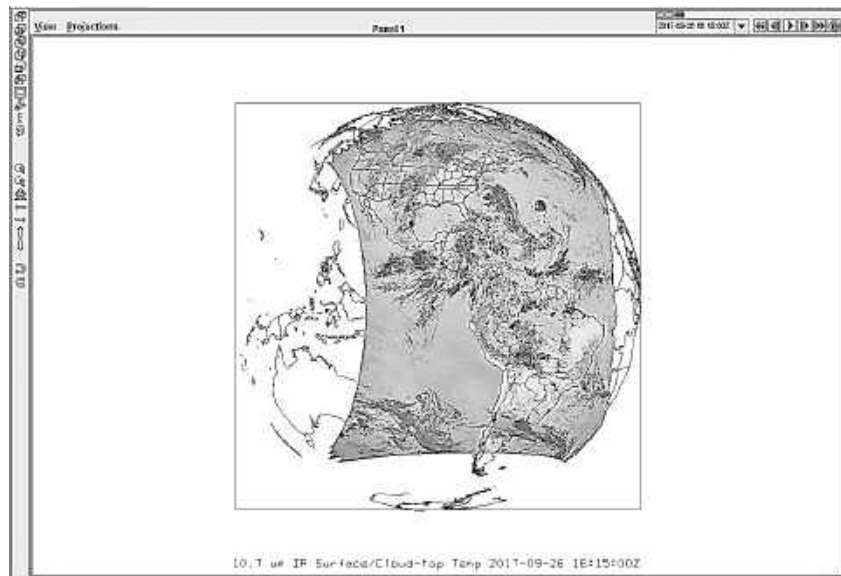 View Projections
Panel 1
10.7 um IR Surface/Cloud-top Temp 2017-09-26 16:15:00Z